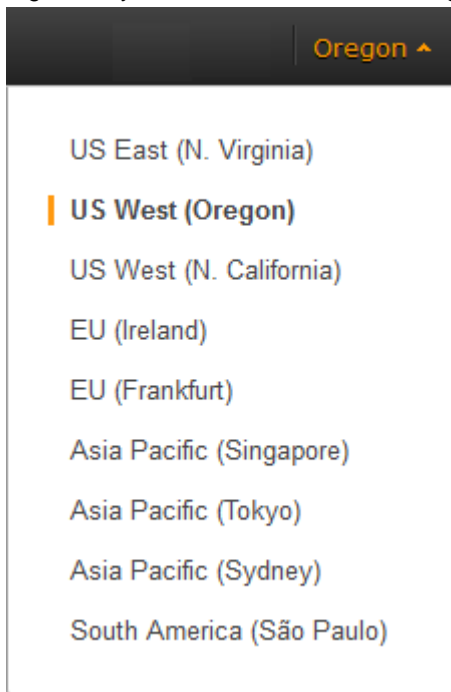 Oregon
US East (N. Virginia)
US West (Oregon)
US West (N. California)
EU (Ireland)
EU (Frankfurt)
Asia Pacific (Singapore)
Asia Pacific (Tokyo)
Asia Pacific (Sydney)
South America (São Paulo)